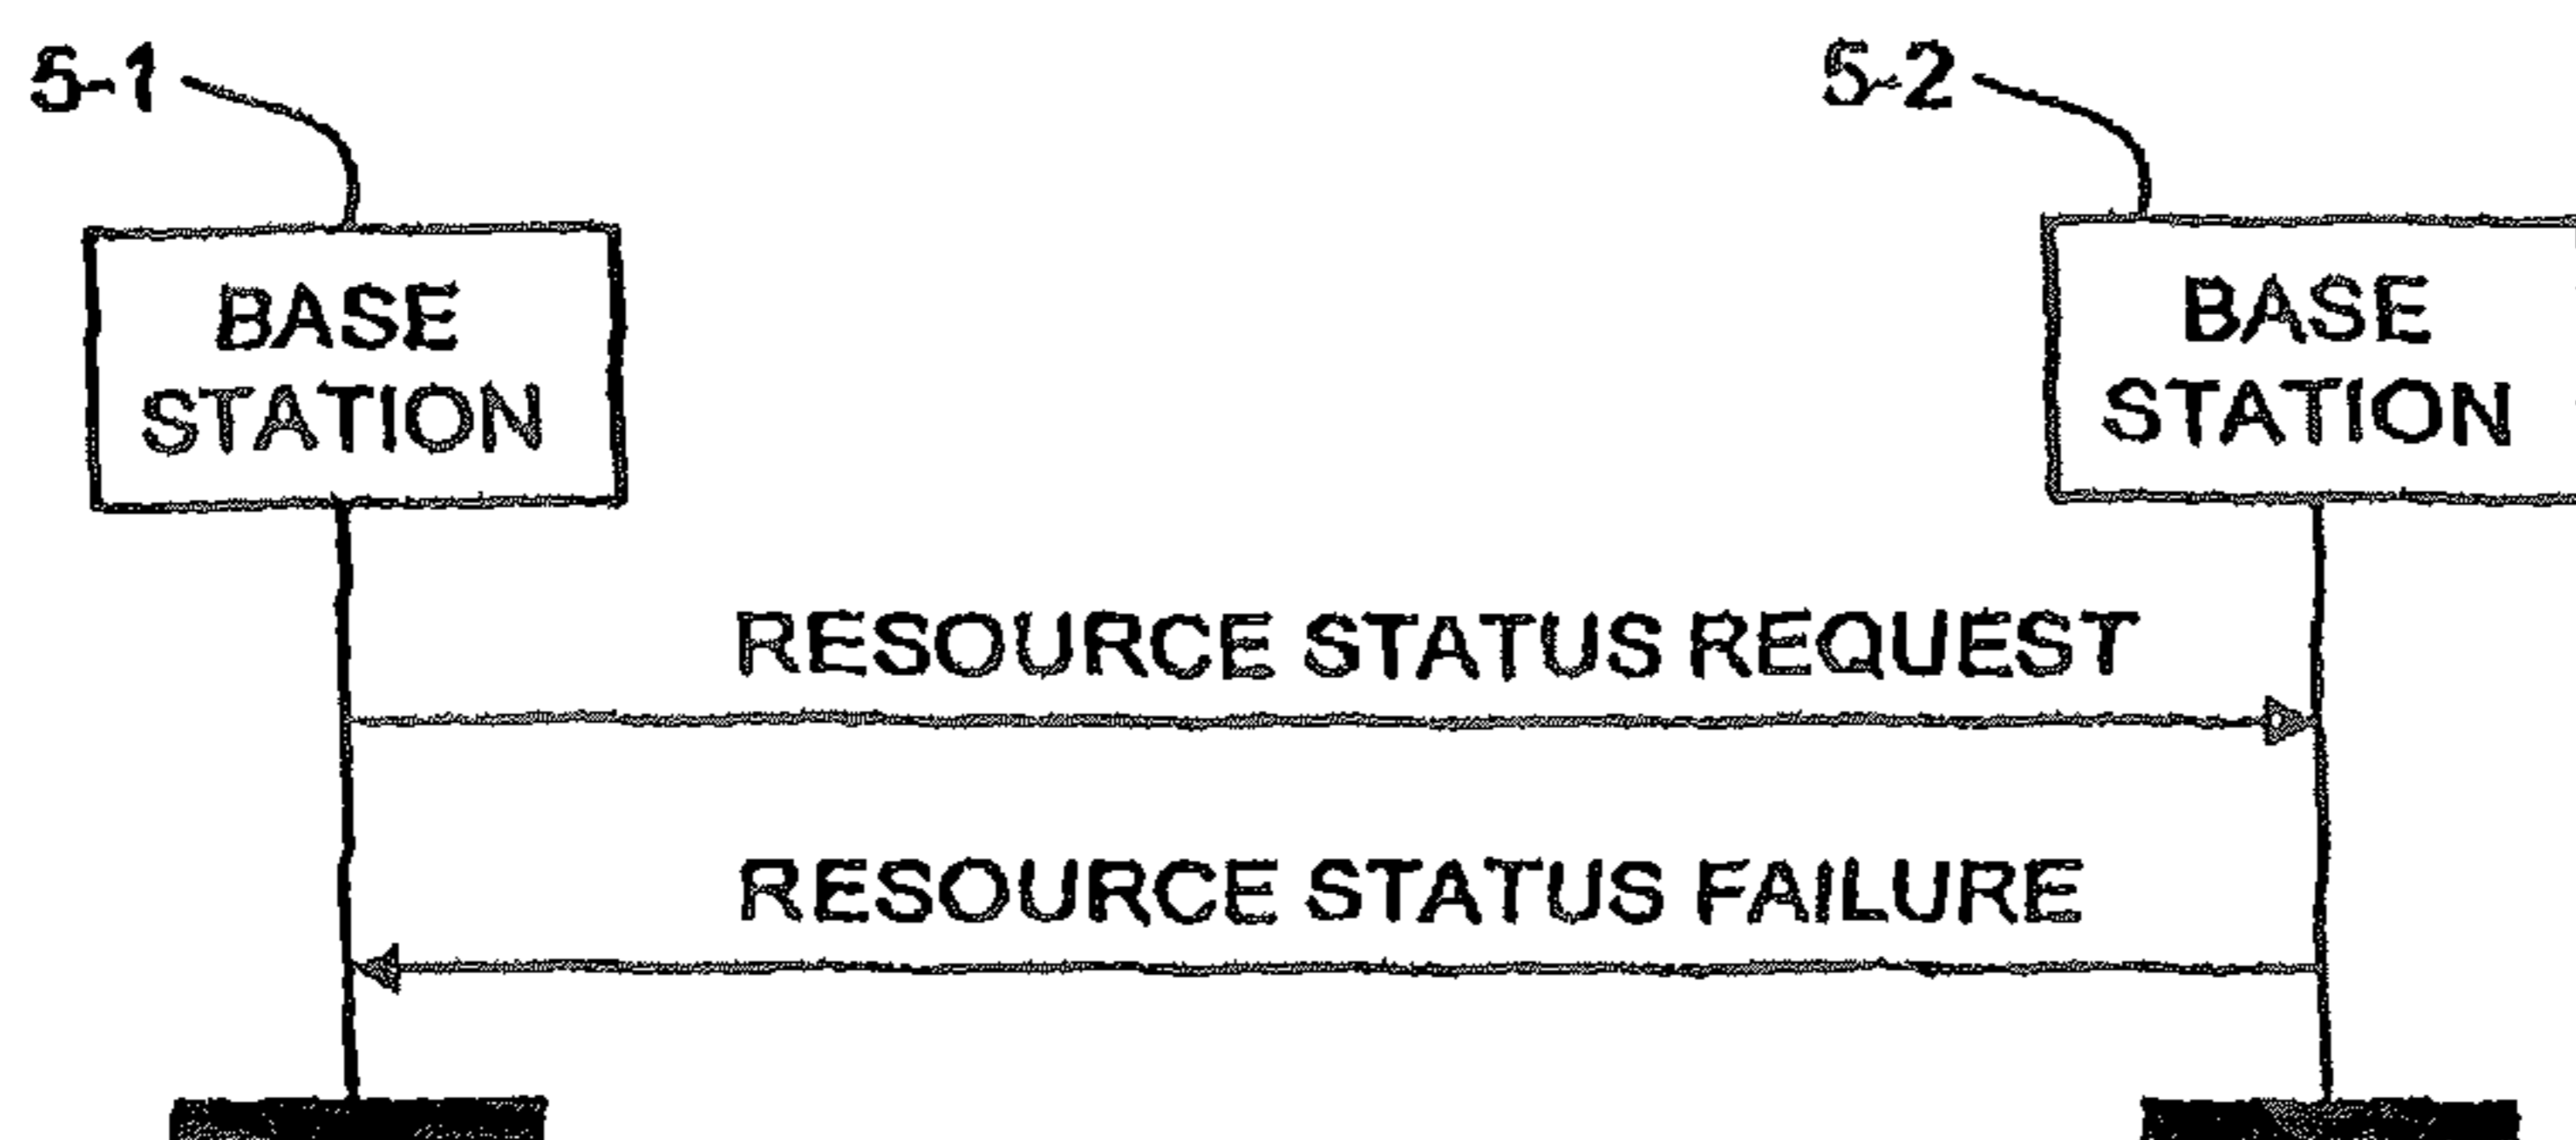 5-1
5-2
BASE
STATION
BASE
STATION
RESOURCE STATUS REQUEST
RESOURCE STATUS FAILURE